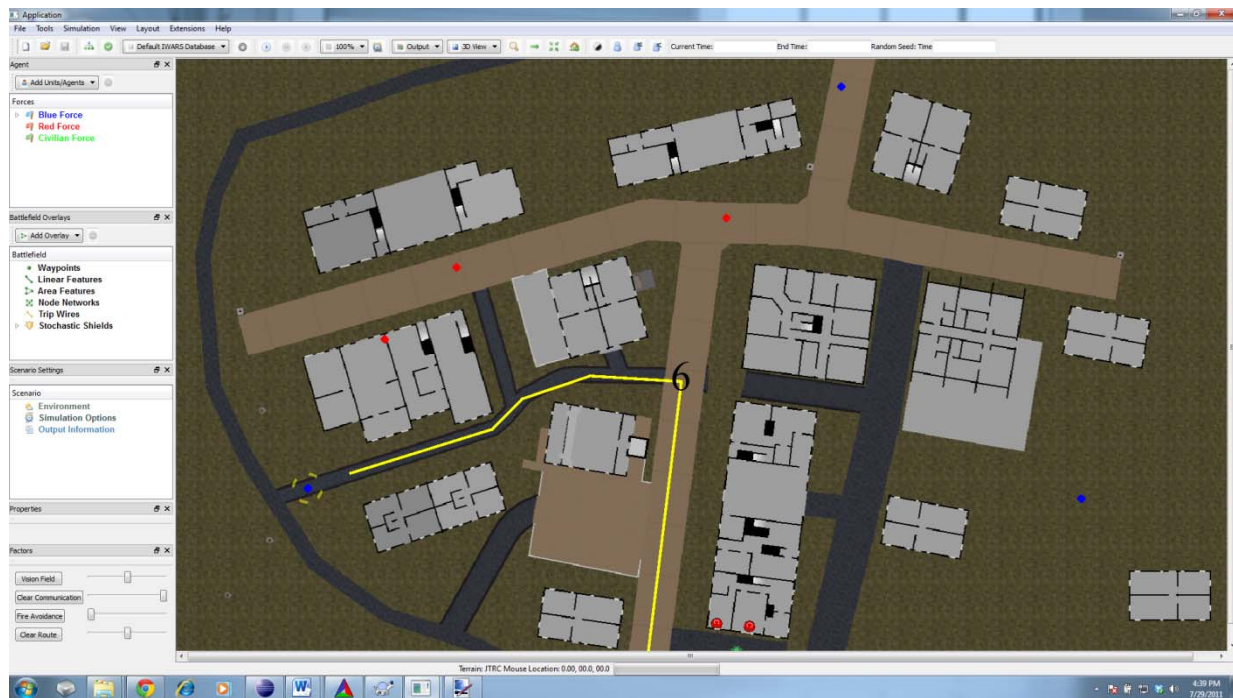 Application
File Tools Simulation View Layout Extensions Help
Default IWARS Database 100% Output 3D View Current Time: End Time: Random Seed: Time
Agent
Add Units/Agents
Forces
Blue Force
Red Force
Civilian Force
Battlefield Overlays
Add Overlay
Battlefield
Waypoints
Linear Features
Area Features
Node Networks
Trip Wires
Stochastic Shields
Scenario Settings
Scenario
Environment
Simulation Options
Output Information
Properties
Factors
Vision Field
Clear Communication
Fire Avoidance
Clear Route
6
Terrain: JTRC Mouse Location: 0.00, 00.0, 00.0
4:39 PM
7/29/2011